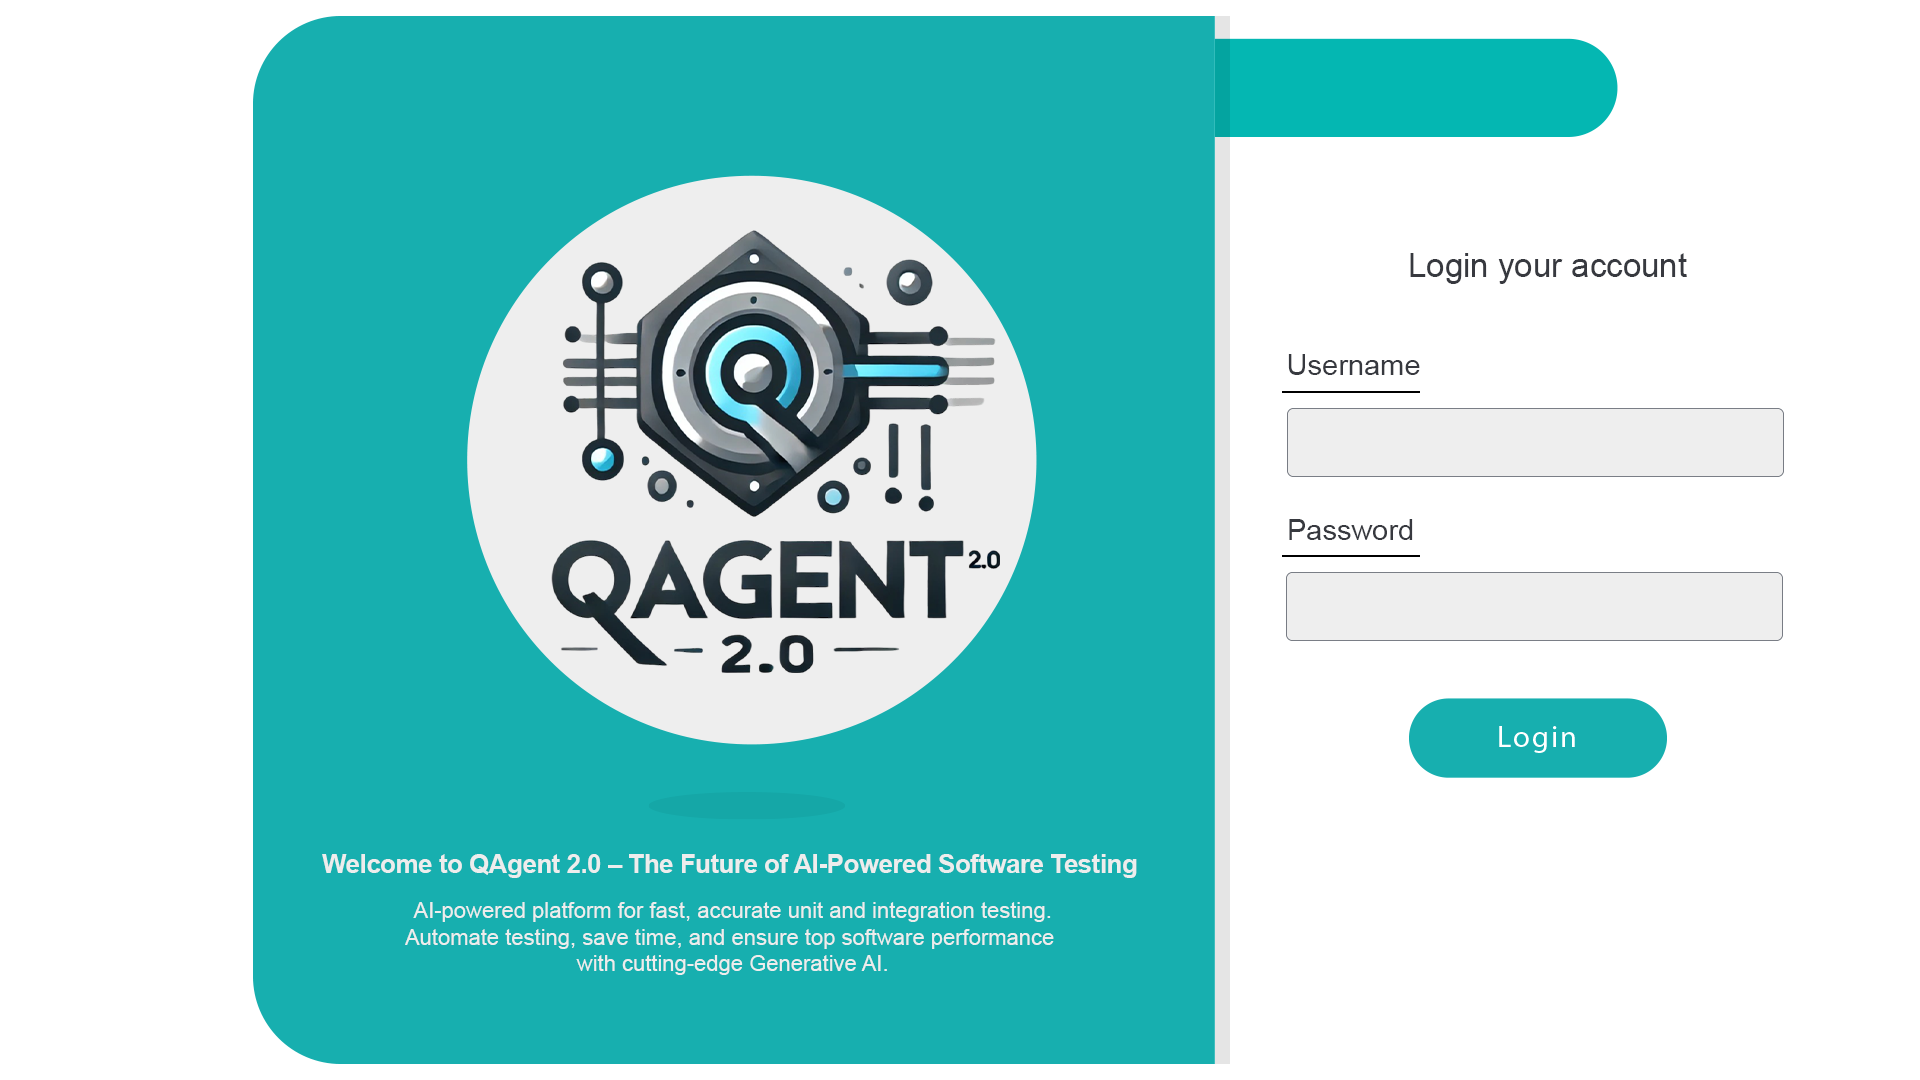 QAGENT 2.0
2.0
Welcome to QAgent 2.0 – The Future of AI-Powered Software Testing
AI-powered platform for fast, accurate unit and integration testing.
Automate testing, save time, and ensure top software performance
with cutting-edge Generative AI.
Login your account
Username
Password
Login